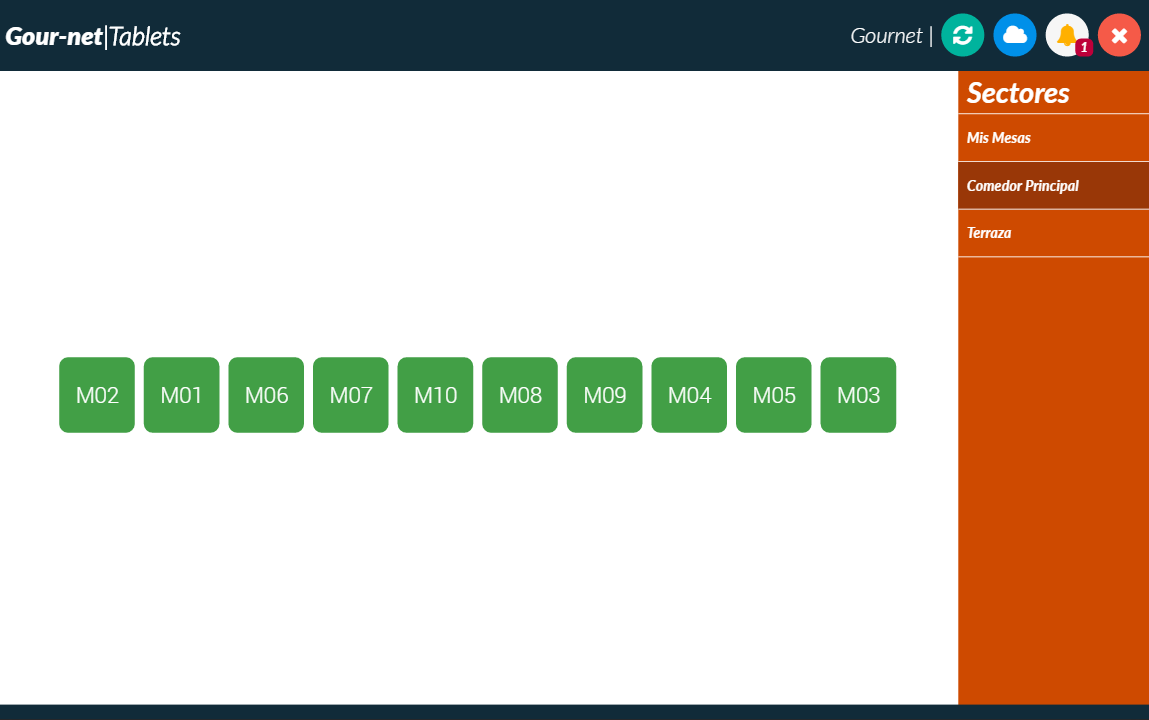 Gour-net|Tablets
Gournet |
1
Sectores
Mis Mesas
Comedor Principal
Terraza
M02 M01 M06 M07 M10 M08 M09 M04 M05 M03